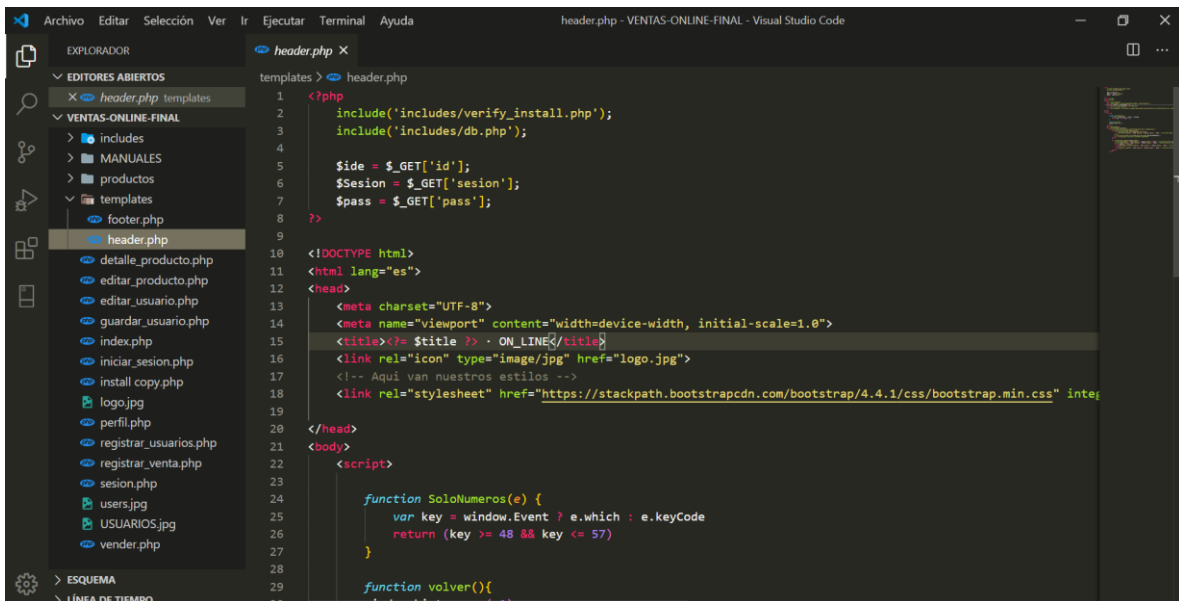 Archivo Editar Selección Ver Ir Ejecutar Terminal Ayuda
header.php - VENTAS-ONLINE-FINAL - Visual Studio Code
EXPLORADOR
EDITORES ABIERTOS
header.php templates
VENTAS-ONLINE-FINAL
includes
MANUALES
productos
templates
footer.php
header.php
detalle_producto.php
editar_producto.php
editar_usuario.php
guardar_usuario.php
index.php
iniciar_sesion.php
install copy.php
logo.jpg
perfil.php
registrar_usuarios.php
registrar_venta.php
sesion.php
users.jpg
USUARIOS.jpg
vender.php
ESQUEMA
LÍNEA DE TIEMPO
header.php
templates > header.php
1 <?php
2 include('includes/verify_install.php');
3 include('includes/db.php');
4
5 $ide = $_GET['id'];
6 $Sesion = $_GET['sesion'];
7 $pass = $_GET['pass'];
8 ?>
9
10 <!DOCTYPE html>
11 <html lang="es">
12 <head>
13 <meta charset="UTF-8">
14 <meta name="viewport" content="width=device-width, initial-scale=1.0">
15 <title><?= $title ?> · ON_LINE</title>
16 <link rel="icon" type="image/jpg" href="logo.jpg">
17 <!-- Aqui van nuestros estilos -->
18 <link rel="stylesheet" href="https://stackpath.bootstrapcdn.com/bootstrap/4.4.1/css/bootstrap.min.css" integ
19
20 </head>
21 <body>
22 <script>
23
24 function SoloNumeros(e) {
25 var key = window.Event ? e.which : e.keyCode
26 return (key >= 48 && key <= 57)
27 }
28
29 function volver(){